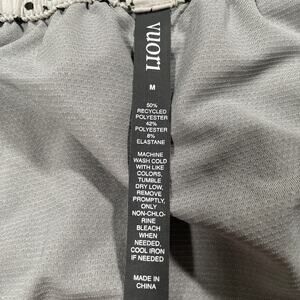 vuori
M
50%
RECYCLED
POLYESTER
42%
POLYESTER
8%
ELASTANE
MACHINE
WASH COLD
WITH LIKE
COLORS,
TUMBLE
DRY LOW,
REMOVE
PROMPTLY,
ONLY
NON-CHLO-
RINE
BLEACH
WHEN
NEEDED,
COOL IRON
IF NEEDED
MADE IN
CHINA